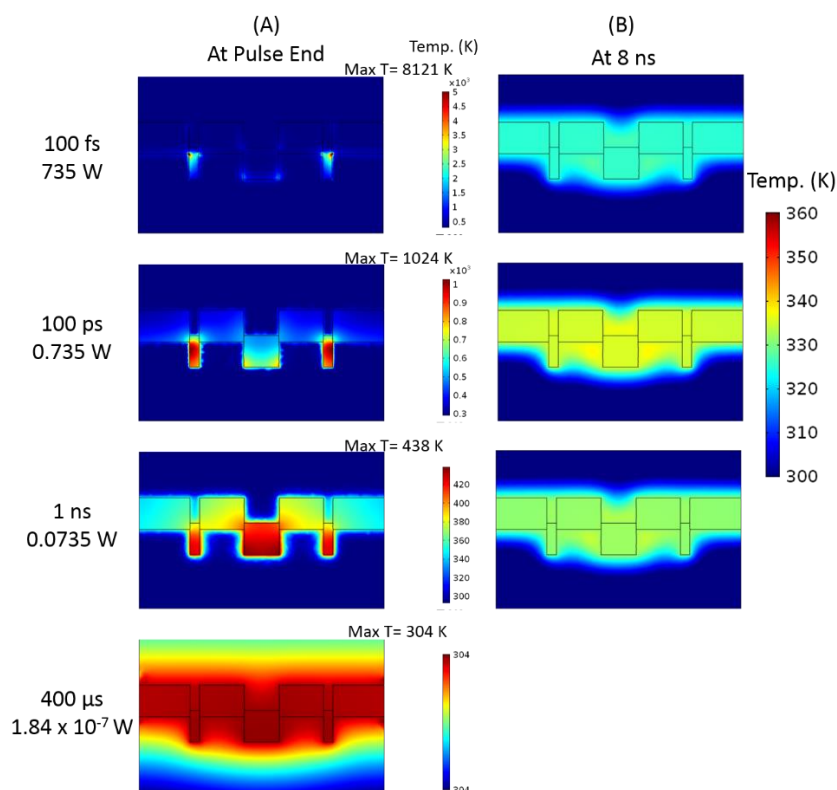 (A)
At Pulse End
Temp. (K)
(B)
At 8 ns
Max T= 8121 K
×10³
5
4.5
4
3.5
3
2.5
2
1.5
1
0.5
100 fs
735 W
Temp. (K)
360
350
340
330
320
310
300
Max T= 1024 K
×10³
1
0.9
0.8
0.7
0.6
0.5
0.4
0.3
100 ps
0.735 W
Max T= 438 K
420
400
380
360
340
320
300
1 ns
0.0735 W
Max T= 304 K
304
304
400 µs
1.84 x 10⁻⁷ W